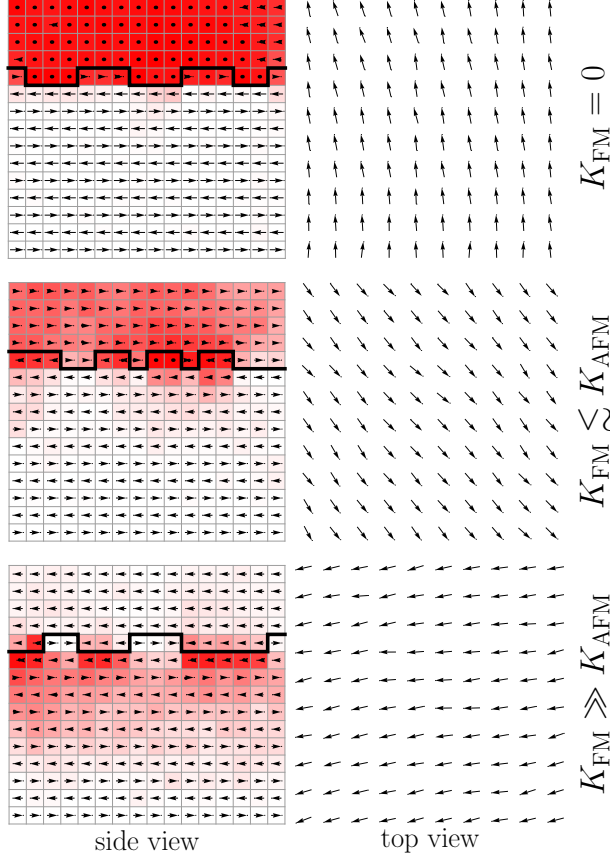 K_FM = 0
K_FM ≲ K_AFM
K_FM ≫ K_AFM
side view
top view